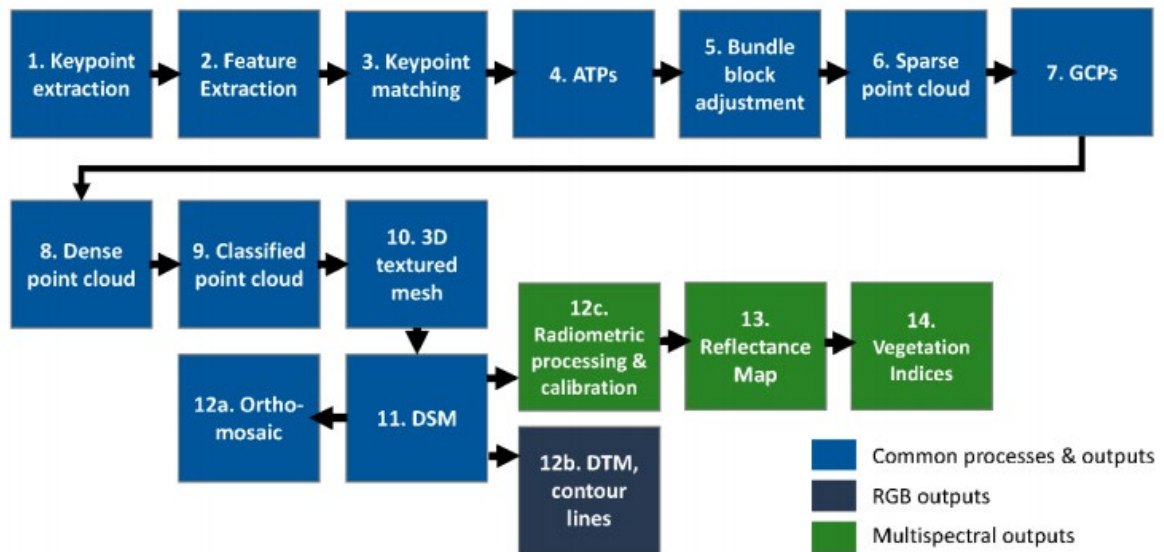 1. Keypoint
extraction
2. Feature
Extraction
3. Keypoint
matching
4. ATPs
5. Bundle
block
adjustment
6. Sparse
point cloud
7. GCPs
8. Dense
point cloud
9. Classified
point cloud
10. 3D
textured
mesh
12c.
Radiometric
processing &
calibration
13.
Reflectance
Map
14.
Vegetation
Indices
12a. Ortho-
mosaic
11. DSM
12b. DTM,
contour
lines
Common processes & outputs
RGB outputs
Multispectral outputs